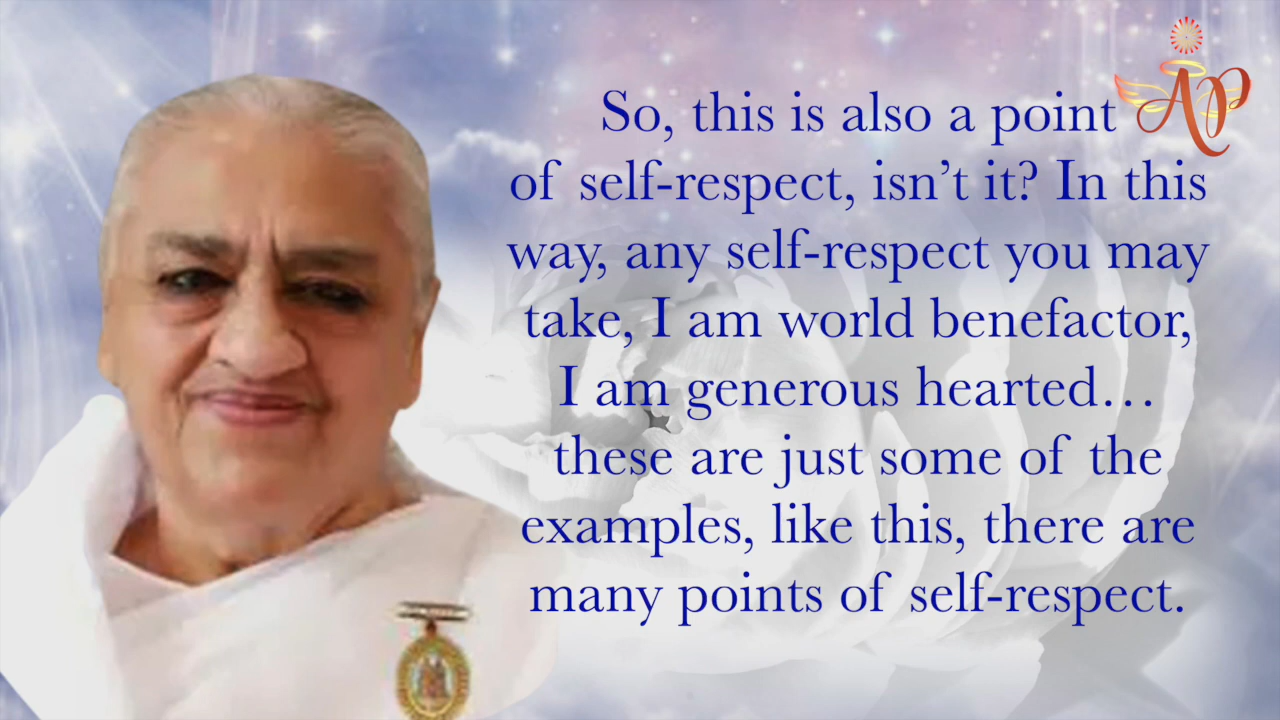 So, this is also a point
of self-respect, isn’t it? In this
way, any self-respect you may
take, I am world benefactor,
I am generous hearted…
these are just some of the
examples, like this, there are
many points of self-respect.
AP